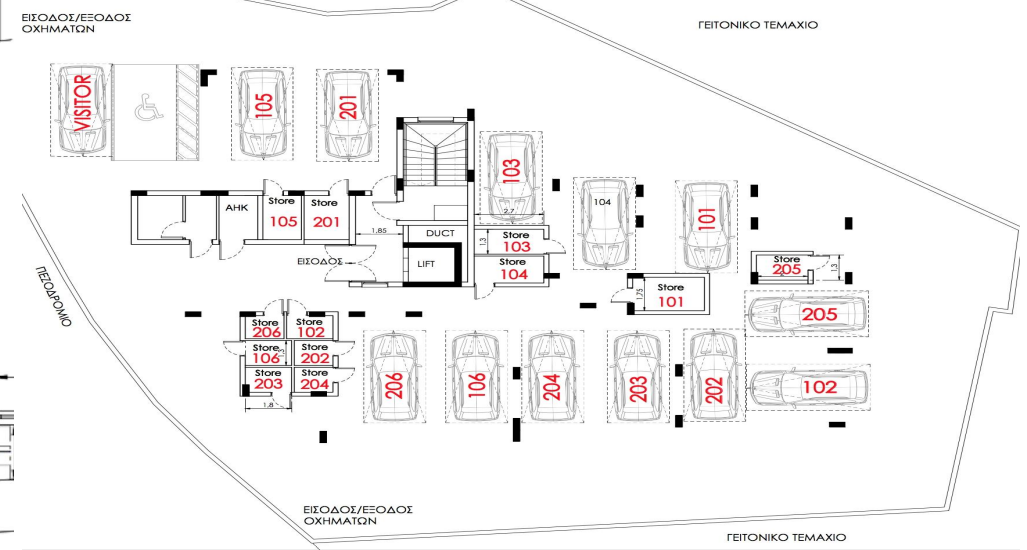 ΕΙΣΟΔΟΣ/ΕΞΟΔΟΣ
ΟΧΗΜΑΤΩΝ
ΓΕΙΤΟΝΙΚΟ ΤΕΜΑΧΙΟ
VISITOR
105
201
103
2.7
104
101
Store
105
Store
201
ΑΗΚ
1.85
DUCT
LIFT
ΕΙΣΟΔΟΣ
Store
103
1.3
Store
104
Store
101
1.75
Store
205
1.3
205
102
ΠΕΖΟΔΡΟΜΙΟ
Store
206
Store
102
Store
106
1.3
Store
202
Store
203
Store
204
1.8
206
106
204
203
202
ΕΙΣΟΔΟΣ/ΕΞΟΔΟΣ
ΟΧΗΜΑΤΩΝ
ΓΕΙΤΟΝΙΚΟ ΤΕΜΑΧΙΟ